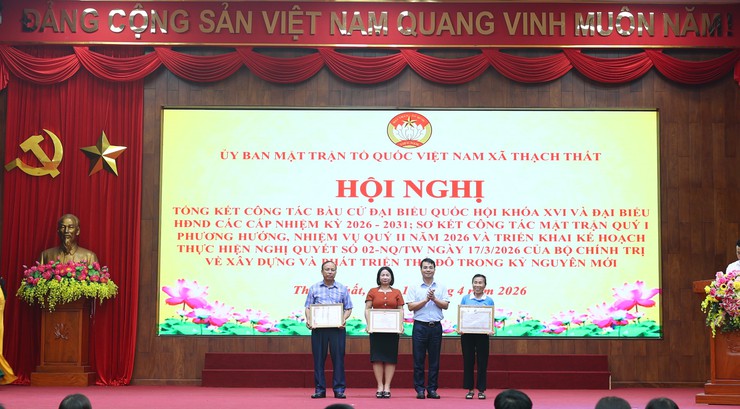 CỘNG SẢN VIỆT NAM QUANG VINH MUÔN NĂM
ỦY BAN MẶT TRẬN TỔ QUỐC VIỆT NAM XÃ THẠCH THẤT
HỘI NGHỊ
TỔNG KẾT CÔNG TÁC BẦU CỬ ĐẠI BIỂU QUỐC HỘI KHÓA XVI VÀ ĐẠI BIỂU
HĐND CÁC CẤP NHIỆM KỲ 2026 - 2031; SƠ KẾT CÔNG TÁC MẶT TRẬN QUÝ I
PHƯƠNG HƯỚNG, NHIỆM VỤ QUÝ II NĂM 2026 VÀ TRIỂN KHAI KẾ HOẠCH
THỰC HIỆN NGHỊ QUYẾT SỐ 02-NQ/TW NGÀY 17/3/2026 CỦA BỘ CHÍNH TRỊ
VỀ XÂY DỰNG VÀ PHÁT TRIỂN THỦ ĐÔ TRONG KỶ NGUYÊN MỚI
4 năm 2026